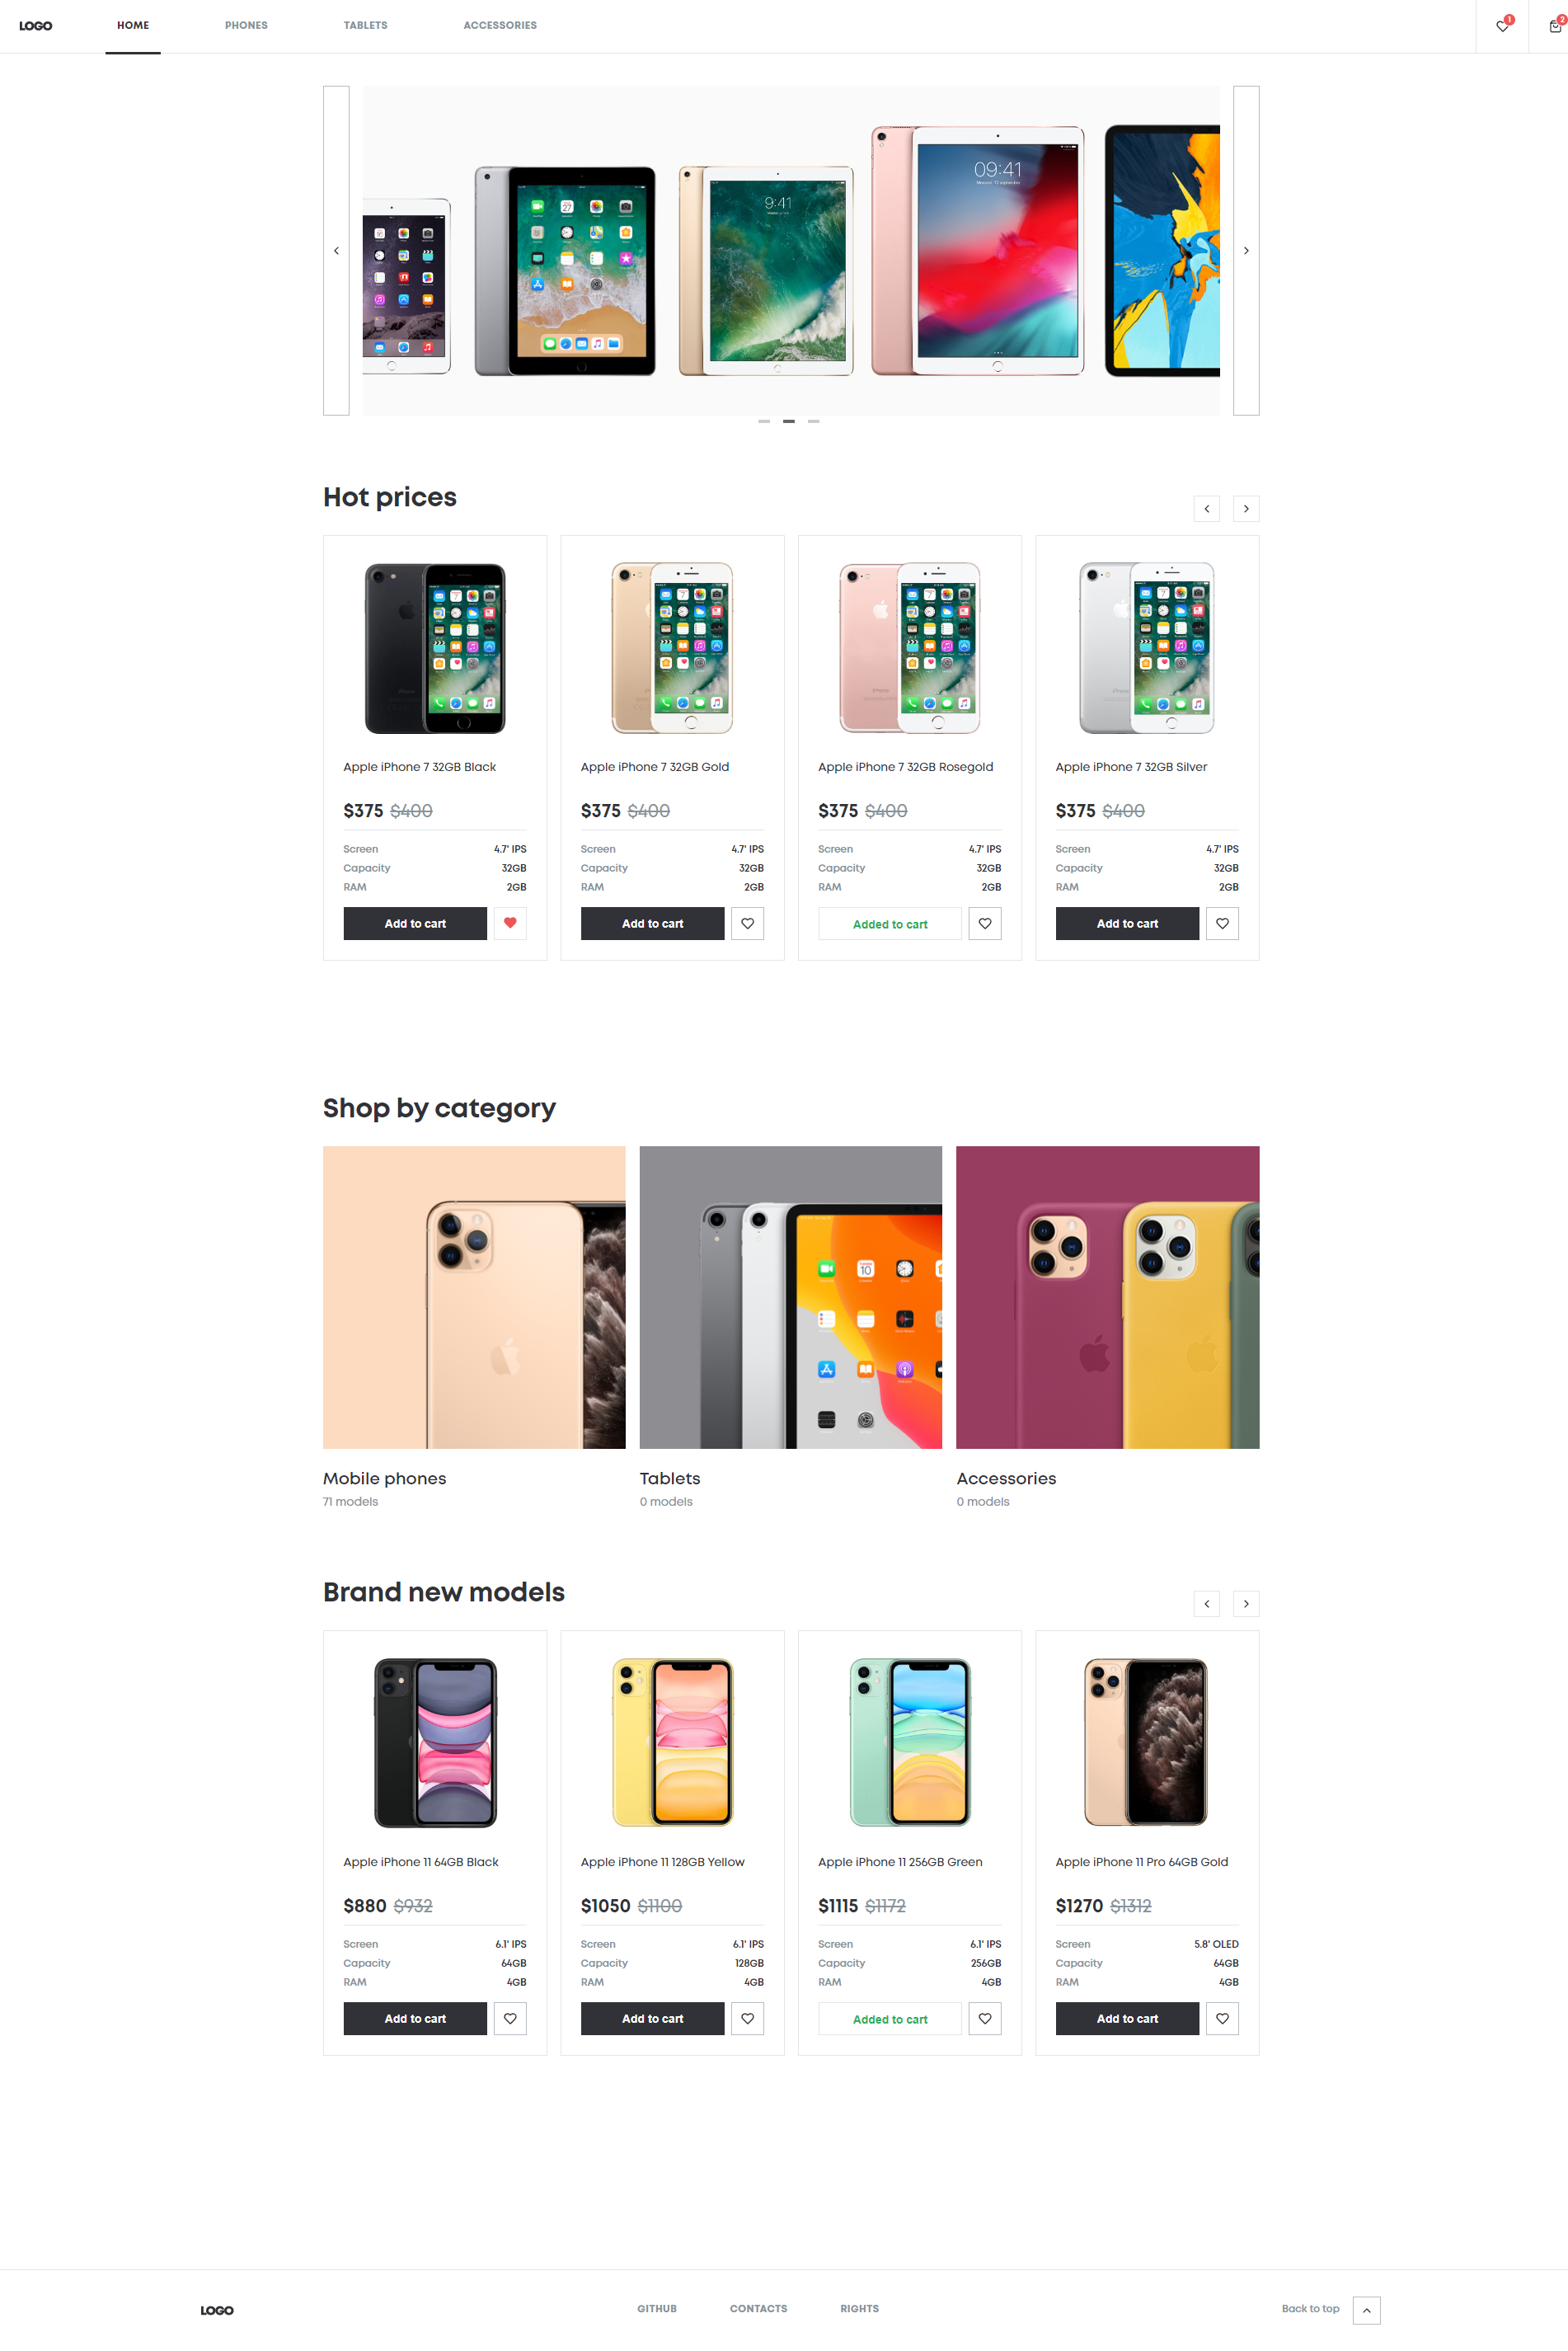 LOGO HOME PHONES TABLETS ACCESSORIES 1 2
9:41
09:41
Hot prices
Apple iPhone 7 32GB Black
$375 $400
Screen 4.7' IPS
Capacity 32GB
RAM 2GB
Add to cart
Apple iPhone 7 32GB Gold
$375 $400
Screen 4.7' IPS
Capacity 32GB
RAM 2GB
Add to cart
Apple iPhone 7 32GB Rosegold
$375 $400
Screen 4.7' IPS
Capacity 32GB
RAM 2GB
Added to cart
Apple iPhone 7 32GB Silver
$375 $400
Screen 4.7' IPS
Capacity 32GB
RAM 2GB
Add to cart
Shop by category
Mobile phones
71 models
Tablets
0 models
Accessories
0 models
Brand new models
Apple iPhone 11 64GB Black
$880 $932
Screen 6.1' IPS
Capacity 64GB
RAM 4GB
Add to cart
Apple iPhone 11 128GB Yellow
$1050 $1100
Screen 6.1' IPS
Capacity 128GB
RAM 4GB
Add to cart
Apple iPhone 11 256GB Green
$1115 $1172
Screen 6.1' IPS
Capacity 256GB
RAM 4GB
Added to cart
Apple iPhone 11 Pro 64GB Gold
$1270 $1312
Screen 5.8' OLED
Capacity 64GB
RAM 4GB
Add to cart
LOGO GITHUB CONTACTS RIGHTS Back to top